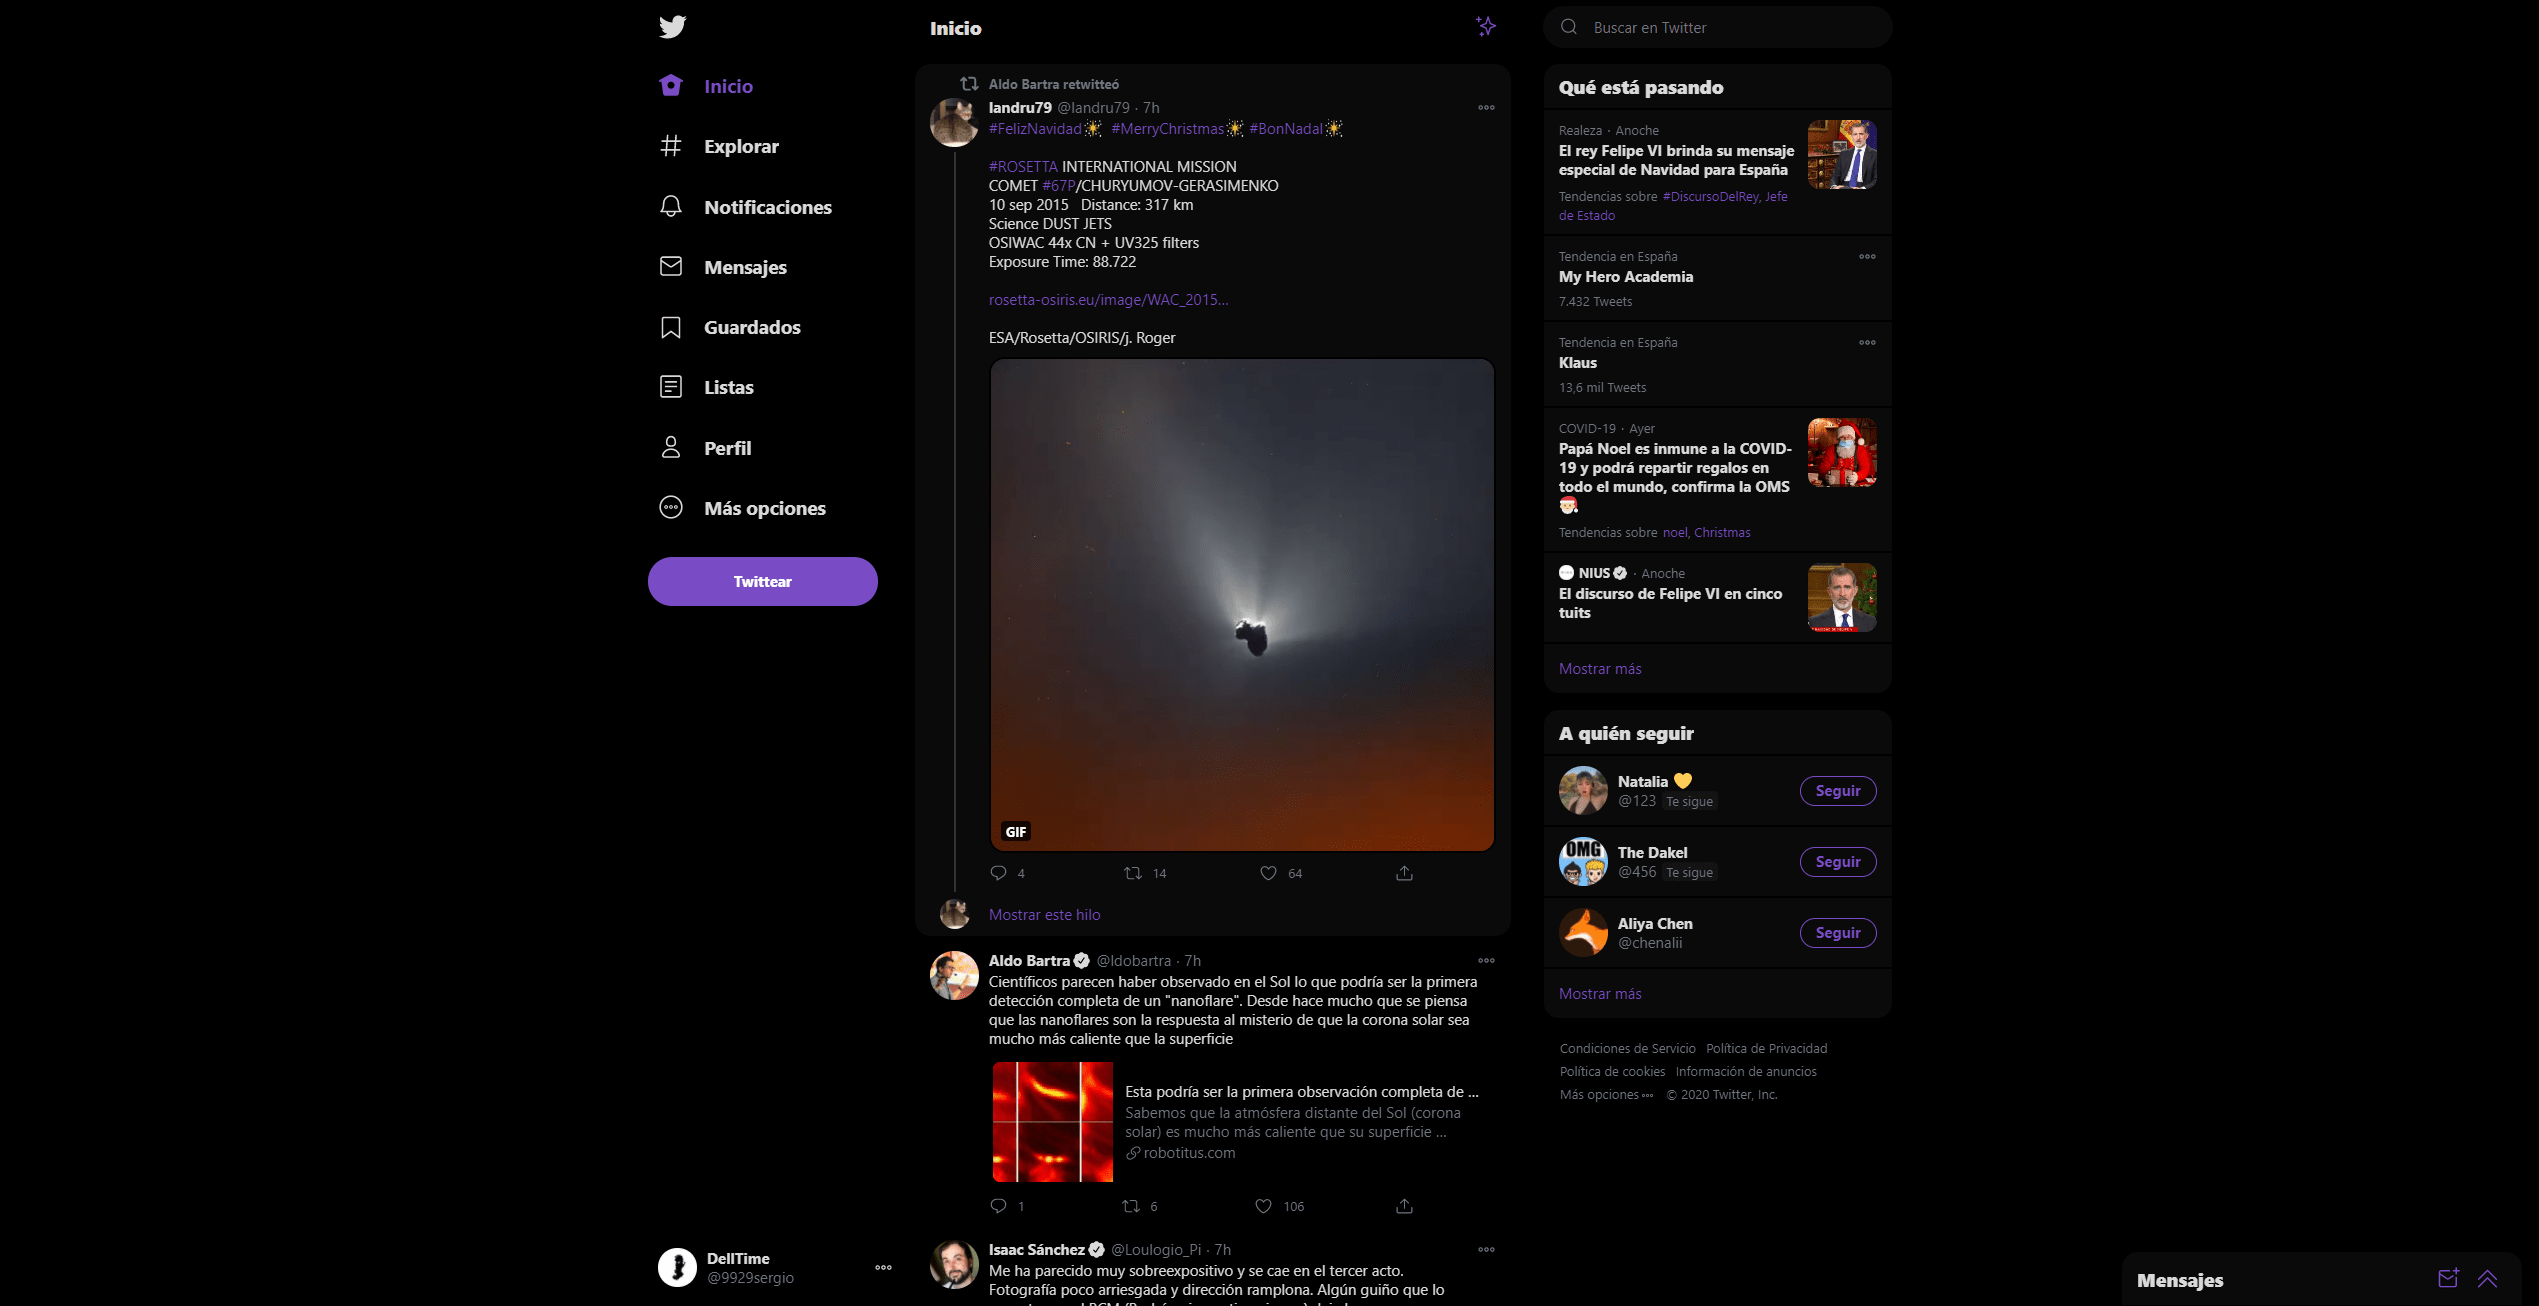 Inicio
Explorar
Notificaciones
Mensajes
Guardados
Listas
Perfil
Más opciones
Twittear
DellTime
@9929sergio
Inicio
Aldo Bartra retwitteó
landru79 @landru79 · 7h
#FelizNavidad #MerryChristmas #BonNadal
#ROSETTA INTERNATIONAL MISSION
COMET #67P/CHURYUMOV-GERASIMENKO
10 sep 2015 Distance: 317 km
Science DUST JETS
OSIWAC 44x CN + UV325 filters
Exposure Time: 88.722
rosetta-osiris.eu/image/WAC_2015...
ESA/Rosetta/OSIRIS/j. Roger
GIF
4 14 64
Mostrar este hilo
Aldo Bartra @ldobartra · 7h
Científicos parecen haber observado en el Sol lo que podría ser la primera
detección completa de un "nanoflare". Desde hace mucho que se piensa
que las nanoflares son la respuesta al misterio de que la corona solar sea
mucho más caliente que la superficie
Esta podría ser la primera observación completa de ...
Sabemos que la atmósfera distante del Sol (corona
solar) es mucho más caliente que su superficie ...
robotitus.com
1 6 106
Isaac Sánchez @Loulogio_Pi · 7h
Me ha parecido muy sobreexpositivo y se cae en el tercer acto.
Fotografía poco arriesgada y dirección ramplona. Algún guiño que lo
Buscar en Twitter
Qué está pasando
Realeza · Anoche
El rey Felipe VI brinda su mensaje
especial de Navidad para España
Tendencias sobre #DiscursoDelRey, Jefe
de Estado
Tendencia en España
My Hero Academia
7.432 Tweets
Tendencia en España
Klaus
13,6 mil Tweets
COVID-19 · Ayer
Papá Noel es inmune a la COVID-
19 y podrá repartir regalos en
todo el mundo, confirma la OMS
Tendencias sobre noel, Christmas
NIUS · Anoche
El discurso de Felipe VI en cinco
tuits
Mostrar más
A quién seguir
Natalia
@123 Te sigue
Seguir
OMG
The Dakel
@456 Te sigue
Seguir
Aliya Chen
@chenalii
Seguir
Mostrar más
Condiciones de Servicio Política de Privacidad
Política de cookies Información de anuncios
Más opciones © 2020 Twitter, Inc.
Mensajes